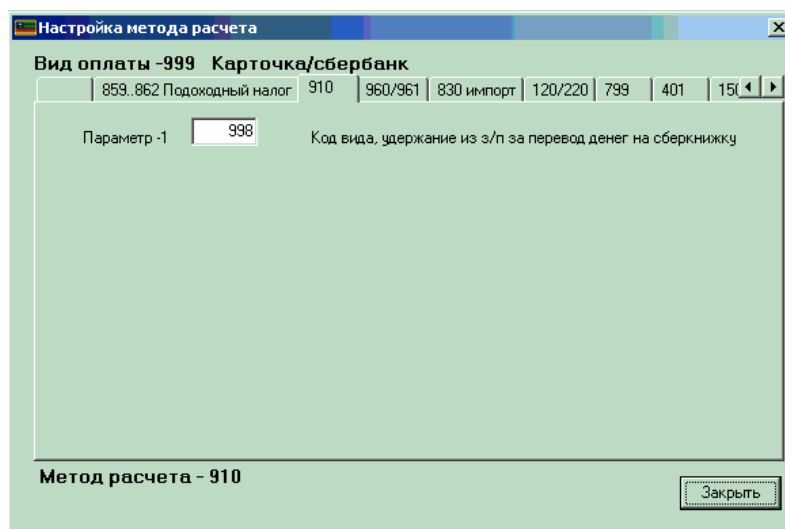 Настройка метода расчета
Вид оплаты -999 Карточка/сбербанк
859..862 Подоходный налог 910 960/961 830 импорт 120/220 799 401 150
Параметр -1 998 Код вида, удержание из з/п за перевод денег на сберкнижку
Метод расчета - 910
Закрыть